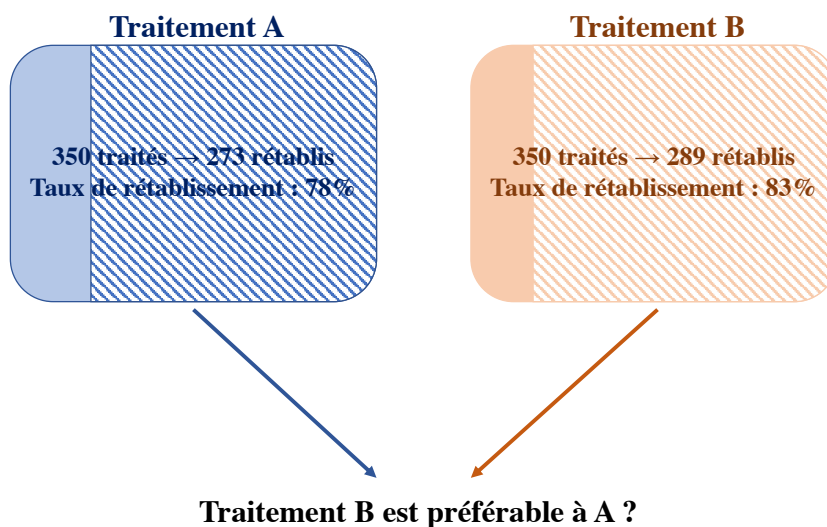 Traitement A
350 traités → 273 rétablis
Taux de rétablissement : 78%
Traitement B
350 traités → 289 rétablis
Taux de rétablissement : 83%
Traitement B est préférable à A ?